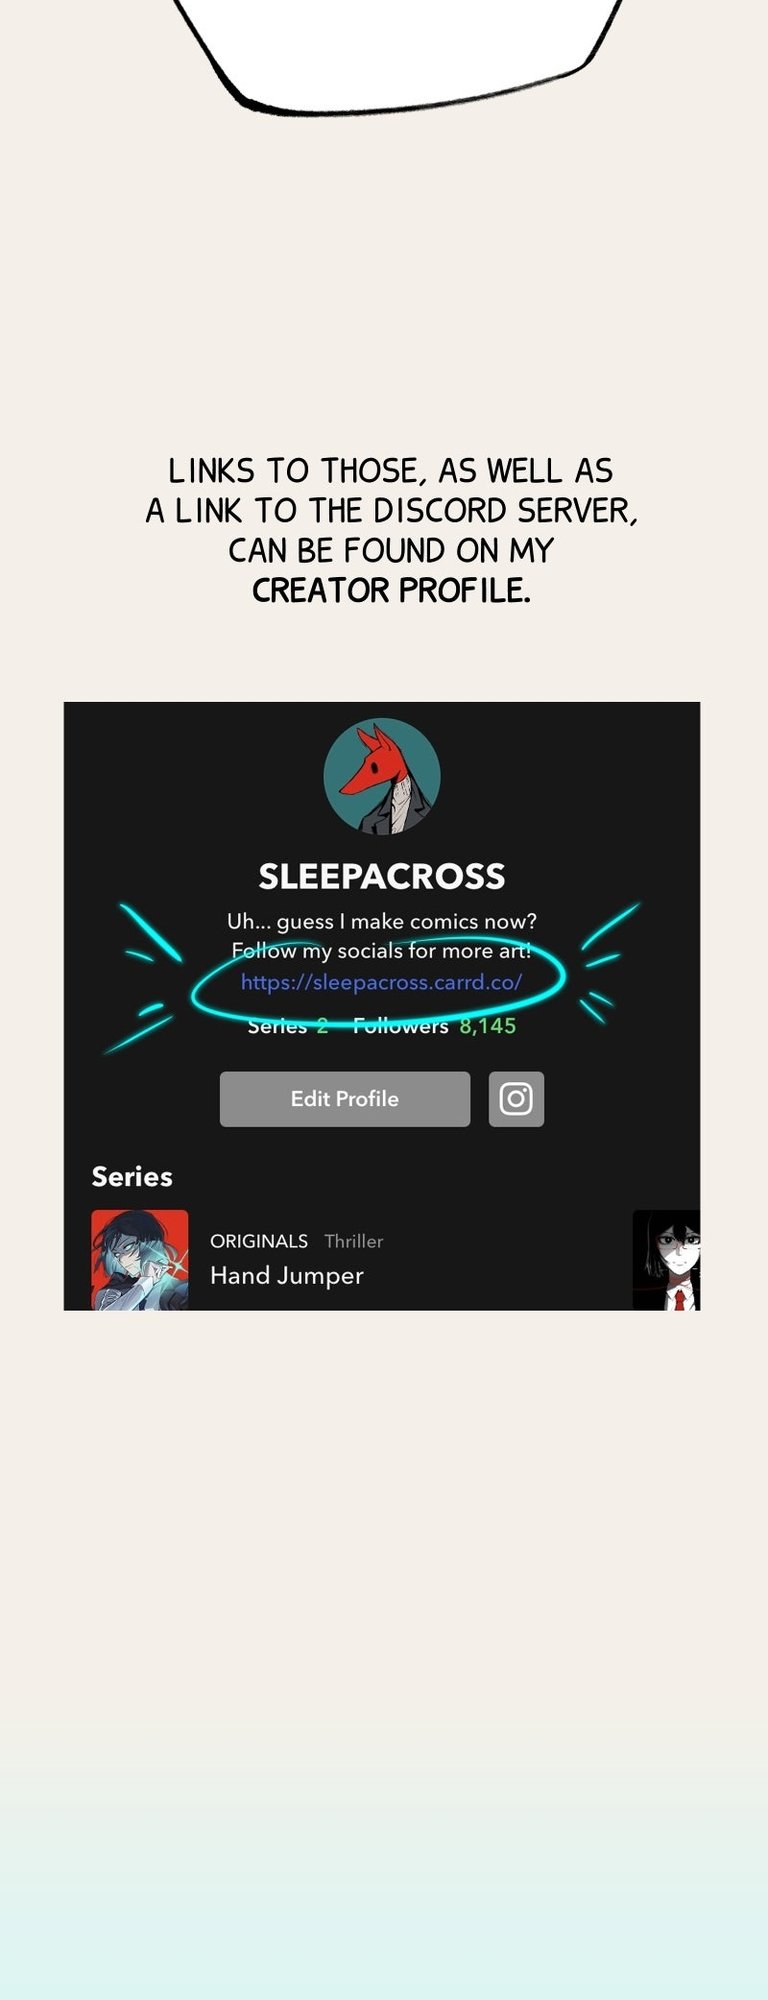 LINKS TO THOSE, AS WELL AS
A LINK TO THE DISCORD SERVER,
CAN BE FOUND ON MY
CREATOR PROFILE.
SLEEPACROSS
Uh... guess I make comics now?
Follow my socials for more art!
https://sleepacross.carrd.co/
Series 2 Followers 8,145
Edit Profile
Series
ORIGINALS Thriller
Hand Jumper